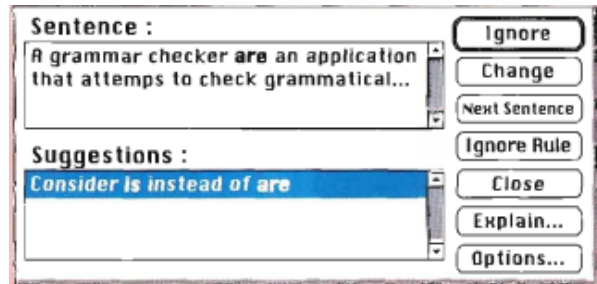 Sentence :
A grammar checker are an application
that attemps to check grammatical...
Suggestions :
Consider is instead of are
Ignore
Change
Next Sentence
Ignore Rule
Close
Explain...
Options...